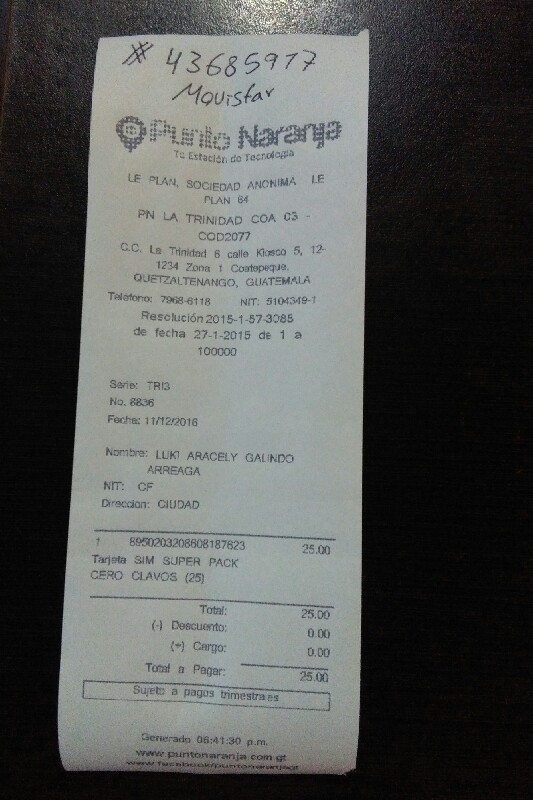 # 43685917
Movistar
Punto Naranja
Tu Estación de Tecnología
LE PLAN, SOCIEDAD ANONIMA LE
PLAN 64
PN LA TRINIDAD COA 03 -
COD2077
C.C. La Trinidad 6 calle Kiosco 5, 12-
1234 Zona 1 Coatepeque.
QUETZALTENANGO, GUATEMALA
Telefono: 7968-6118 NIT: 5104349-1
Resolución 2015-1-57-3085
de fecha 27-1-2015 de 1 a
100000
Serie: TRI3
No. 8836
Fecha: 11/12/2016
Nombre: LUKI ARACELY GALINDO
ARREAGA
NIT: CF
Direccion: CIUDAD
1 8950203208608187623 25.00
Tarjeta SIM SUPER PACK
CERO CLAVOS (25)
Total: 25.00
(-) Descuento: 0.00
(+) Cargo: 0.00
Total a Pagar: 25.00
Sujeto a pagos trimestrales
Generado 06:41:30 p.m.
www.puntonaranja.com.gt
www.facebook/puntonaranjagt